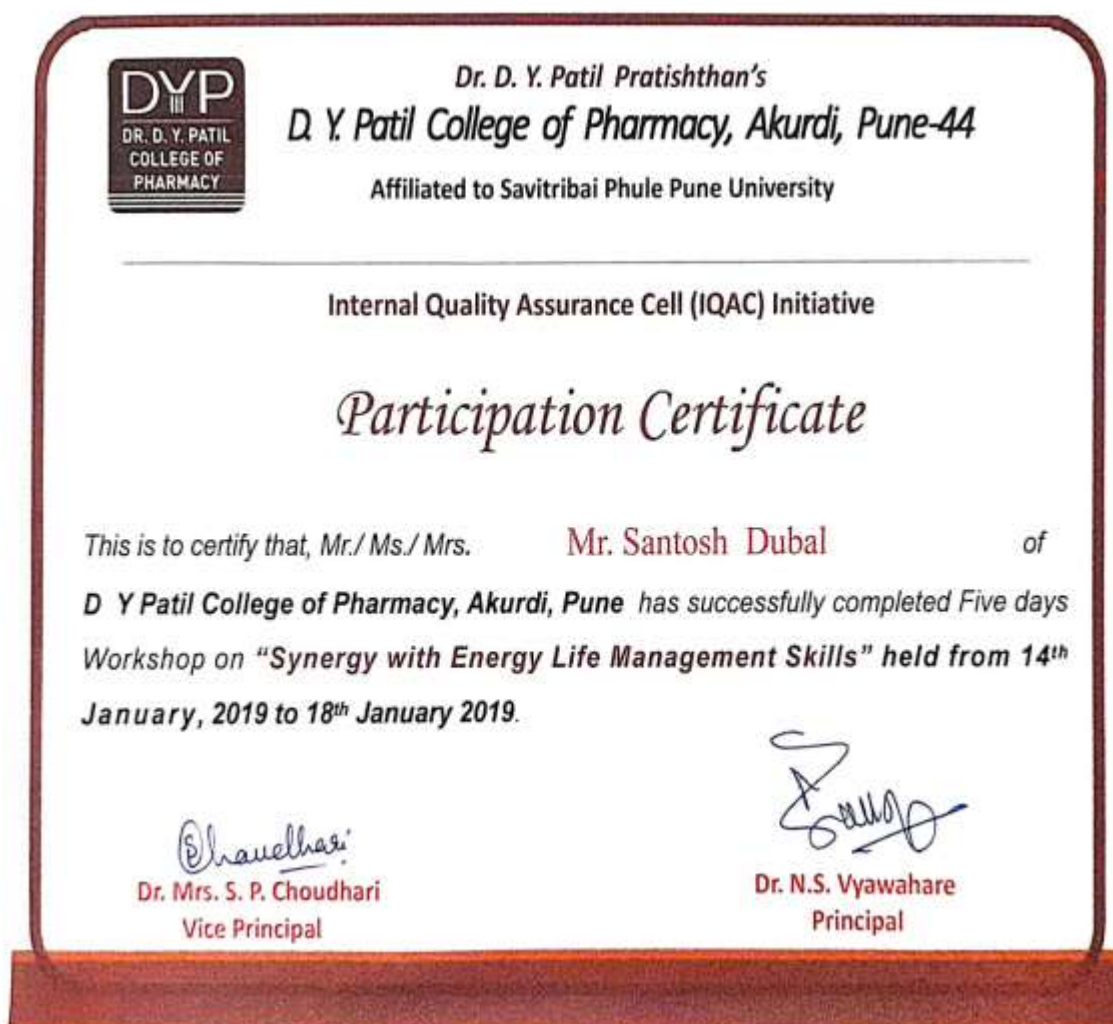 DYP
DR. D. Y. PATIL
COLLEGE OF
PHARMACY
Dr. D. Y. Patil Pratishthan's
D. Y. Patil College of Pharmacy, Akurdi, Pune-44
Affiliated to Savitribai Phule Pune University
Internal Quality Assurance Cell (IQAC) Initiative
Participation Certificate
This is to certify that, Mr./ Ms./ Mrs. Mr. Santosh Dubal of
D Y Patil College of Pharmacy, Akurdi, Pune has successfully completed Five days
Workshop on “Synergy with Energy Life Management Skills” held from 14th
January, 2019 to 18th January 2019.
Dr. Mrs. S. P. Choudhari
Vice Principal
Dr. N.S. Vyawahare
Principal